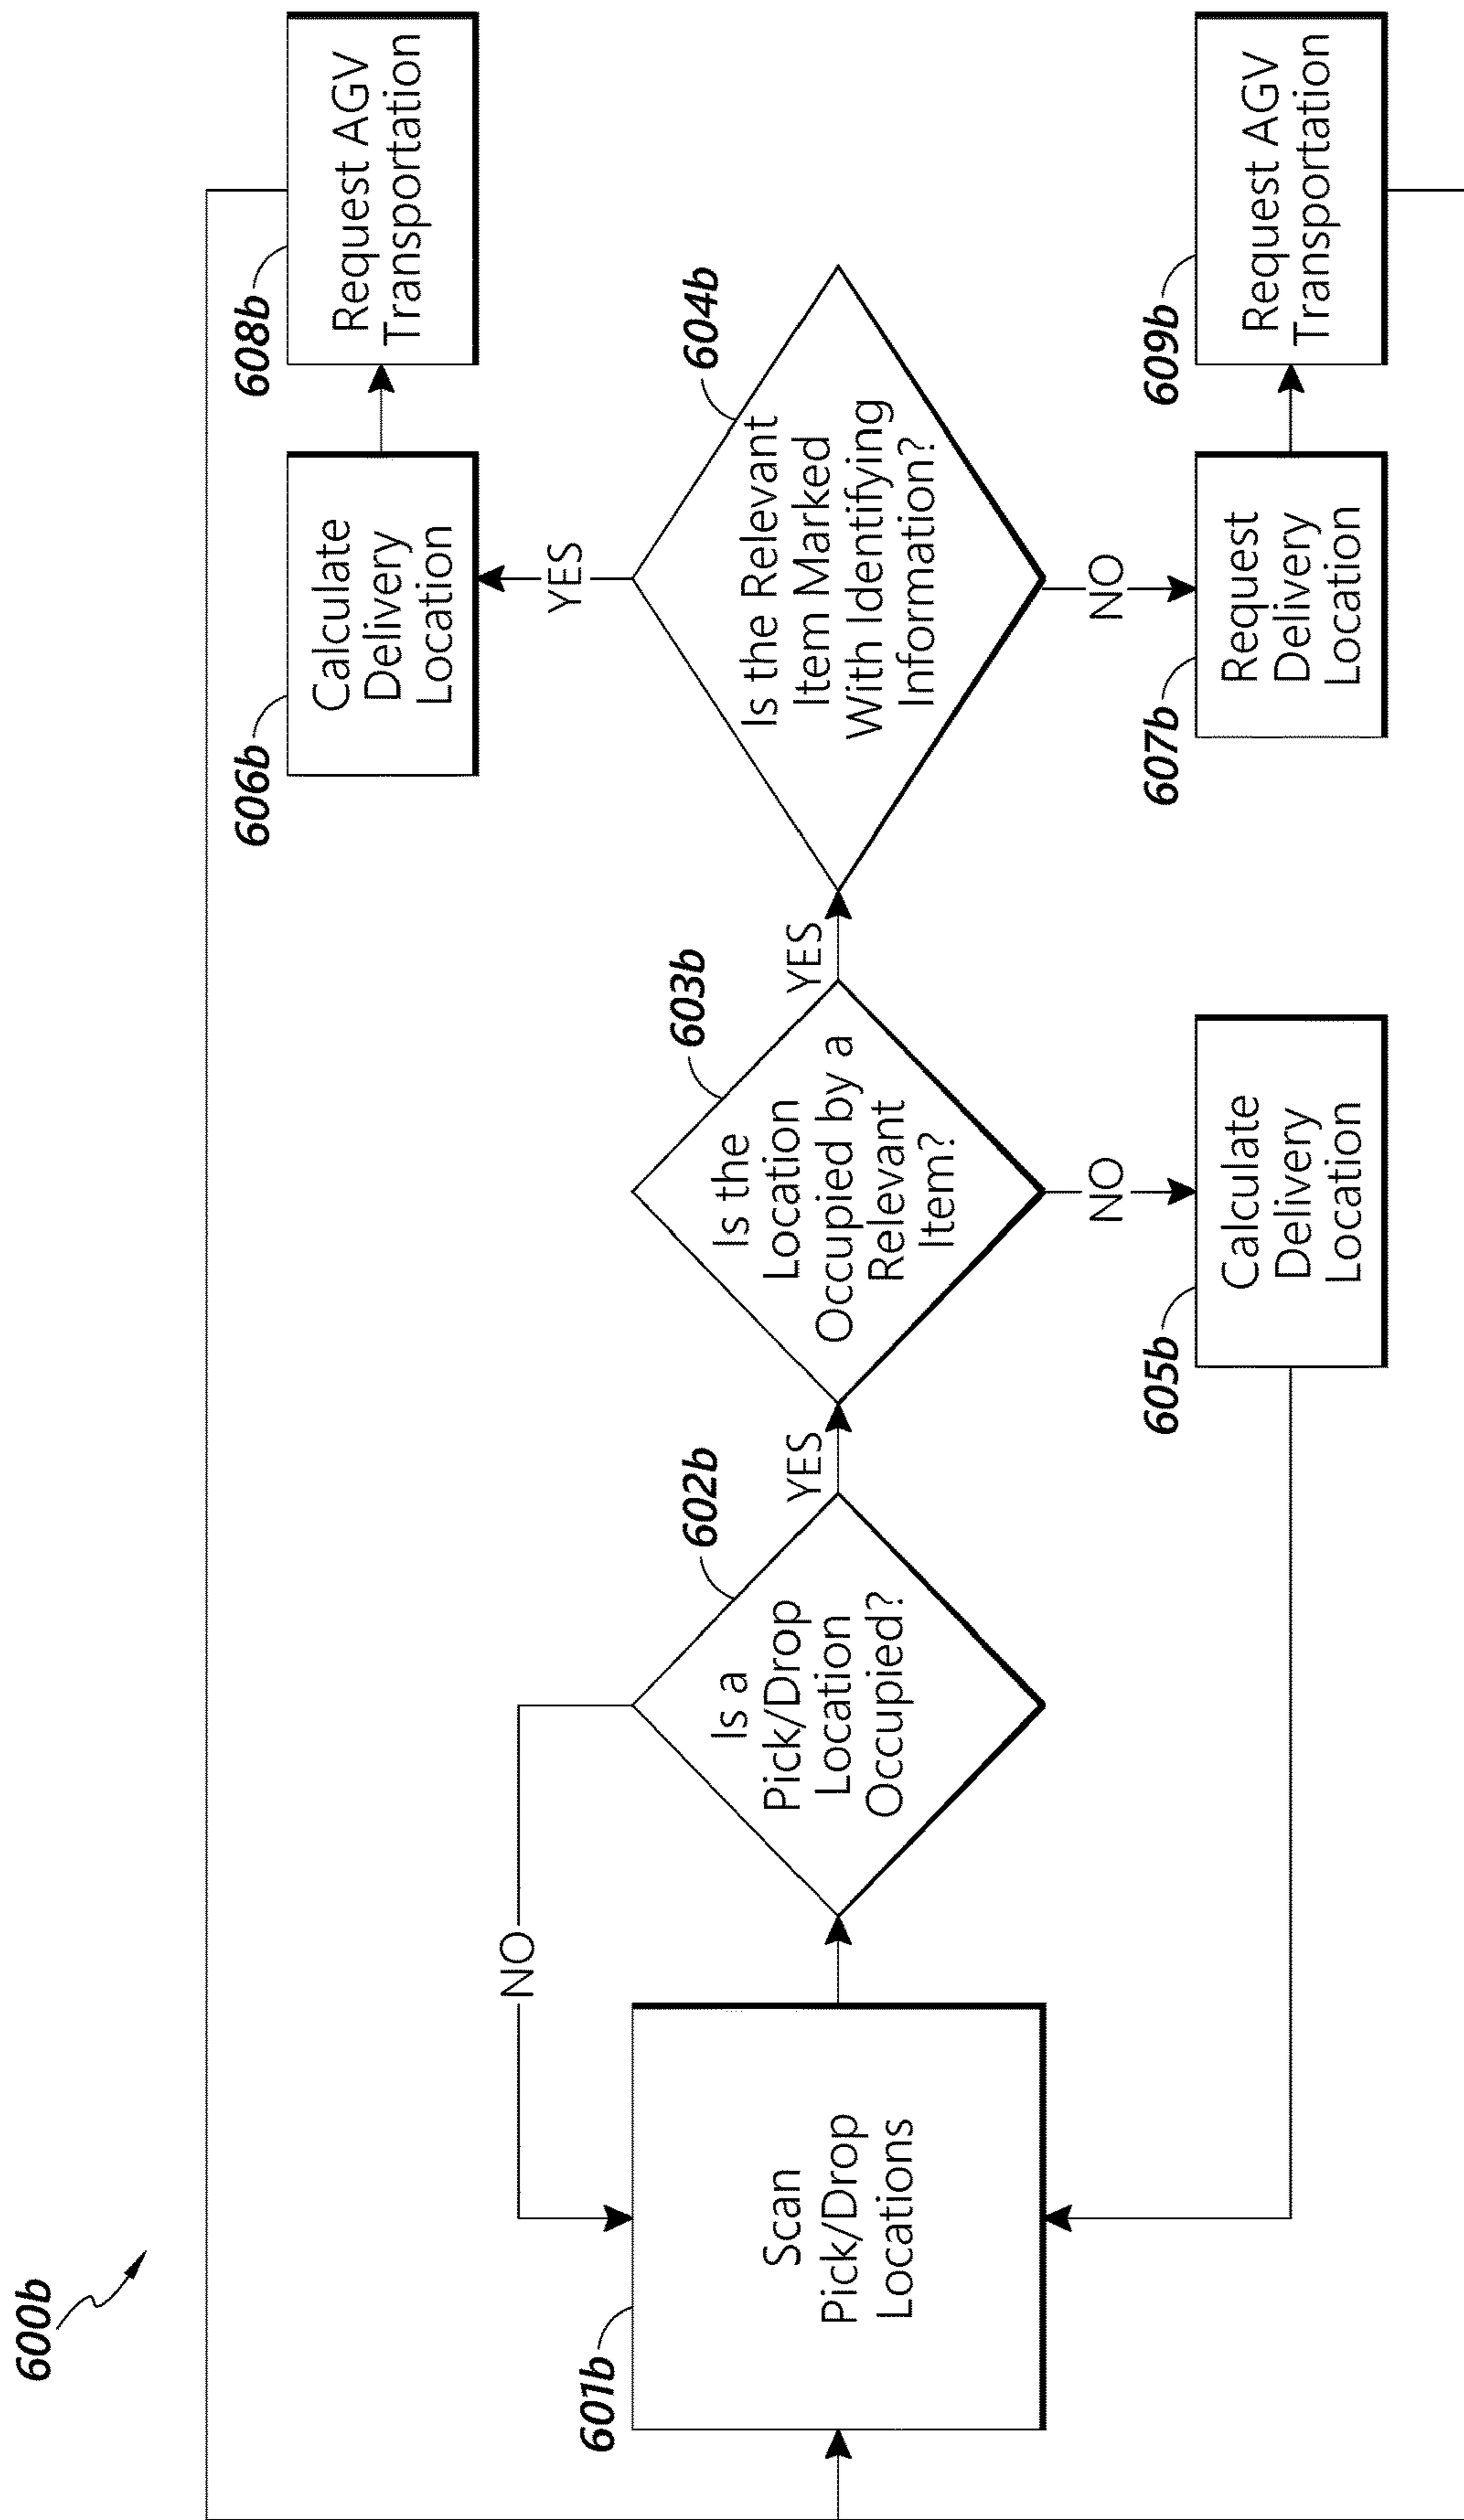 600b
601b
Scan
Pick/Drop
Locations
NO
602b
Is a
Pick/Drop
Location
Occupied?
YES
603b
Is the
Location
Occupied by a
Relevant
Item?
NO
605b
Calculate
Delivery
Location
YES
604b
Is the Relevant
Item Marked
With Identifying
Information?
YES
606b
Calculate
Delivery
Location
608b
Request AGV
Transportation
NO
607b
Request
Delivery
Location
609b
Request AGV
Transportation